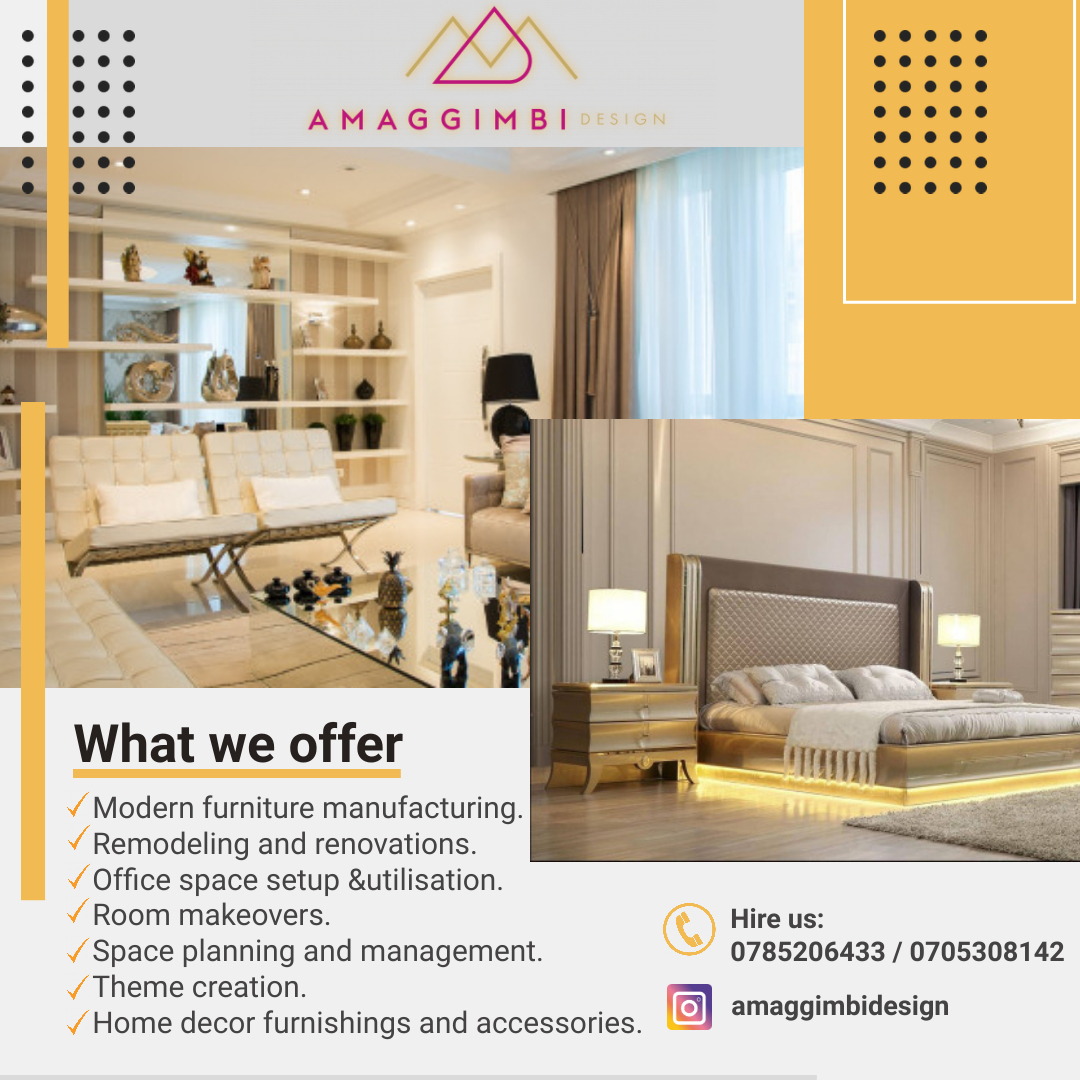 AMAGGIMBI DESIGN
What we offer
Modern furniture manufacturing.
Remodeling and renovations.
Office space setup &utilisation.
Room makeovers.
Space planning and management.
Theme creation.
Home decor furnishings and accessories.
Hire us:
0785206433 / 0705308142
amaggimbidesign